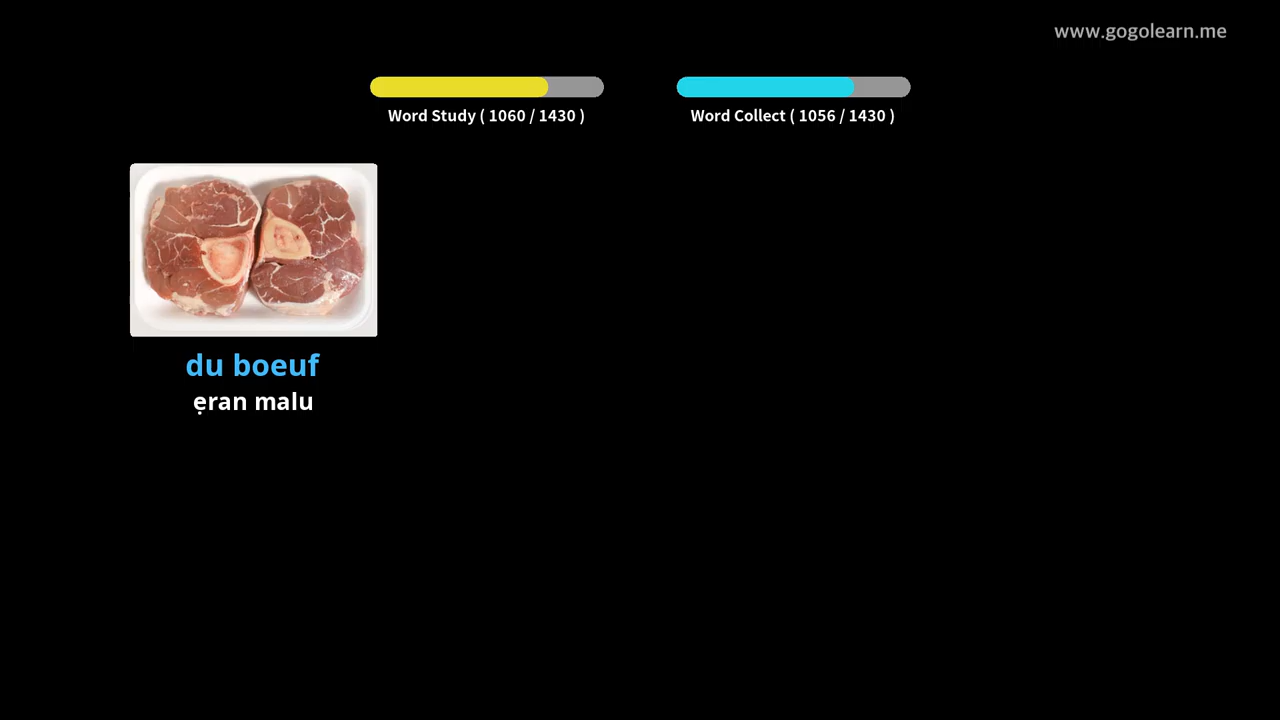 www.gogolearn.me
Word Study ( 1060 / 1430 )
Word Collect ( 1056 / 1430 )
du boeuf
ẹran malu